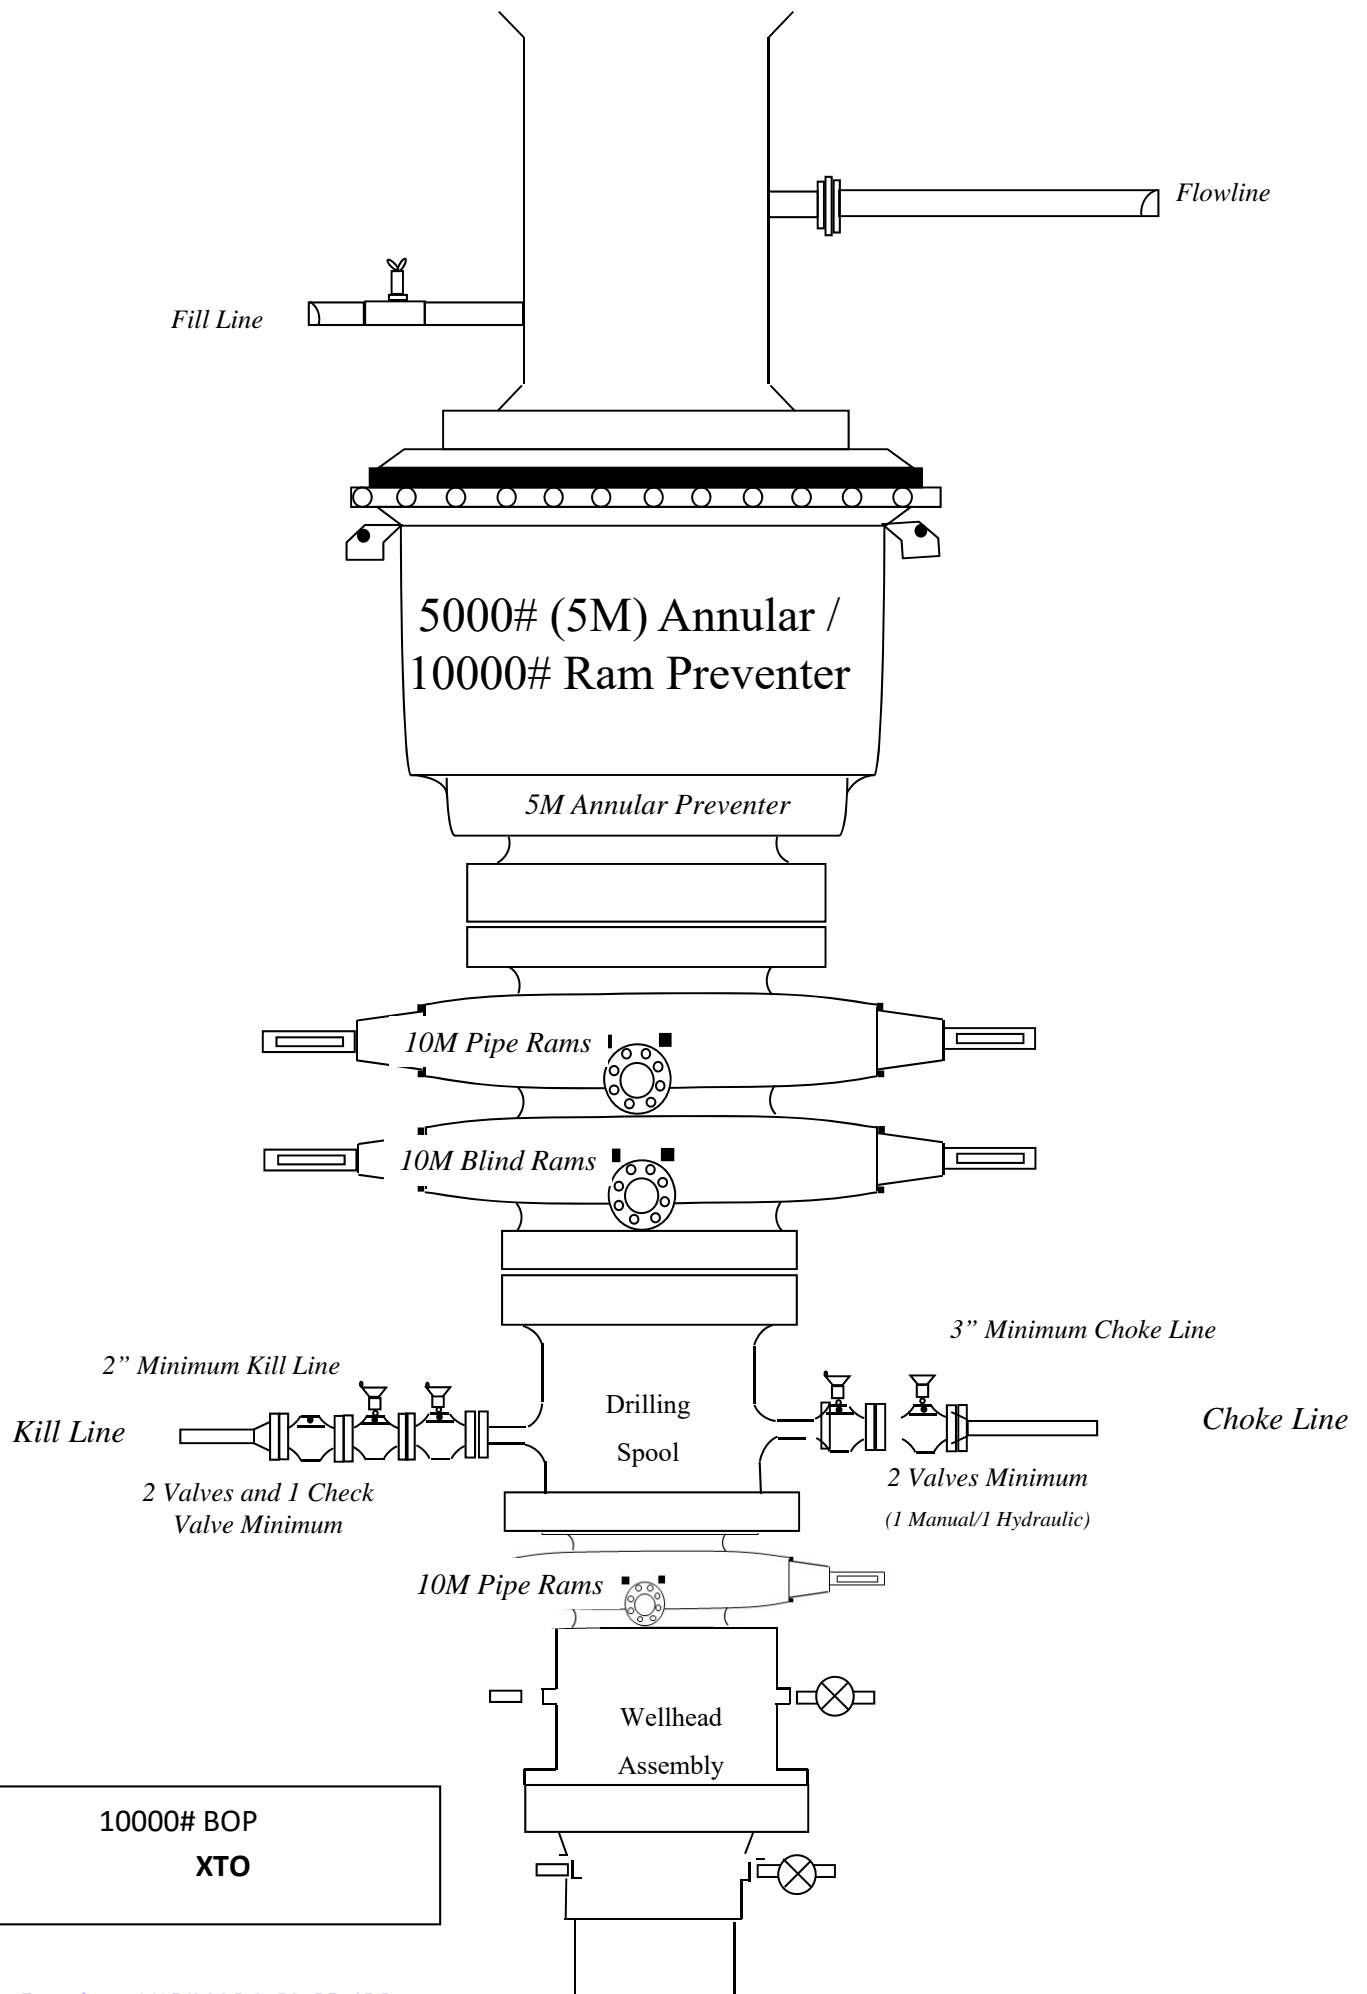 Flowline
Fill Line
5000# (5M) Annular /
10000# Ram Preventer
5M Annular Preventer
10M Pipe Rams
10M Blind Rams
3” Minimum Choke Line
2” Minimum Kill Line
Drilling
Spool
Kill Line
Choke Line
2 Valves and 1 Check
Valve Minimum
2 Valves Minimum
(1 Manual/1 Hydraulic)
10M Pipe Rams
Wellhead
Assembly
10000# BOP
XTO